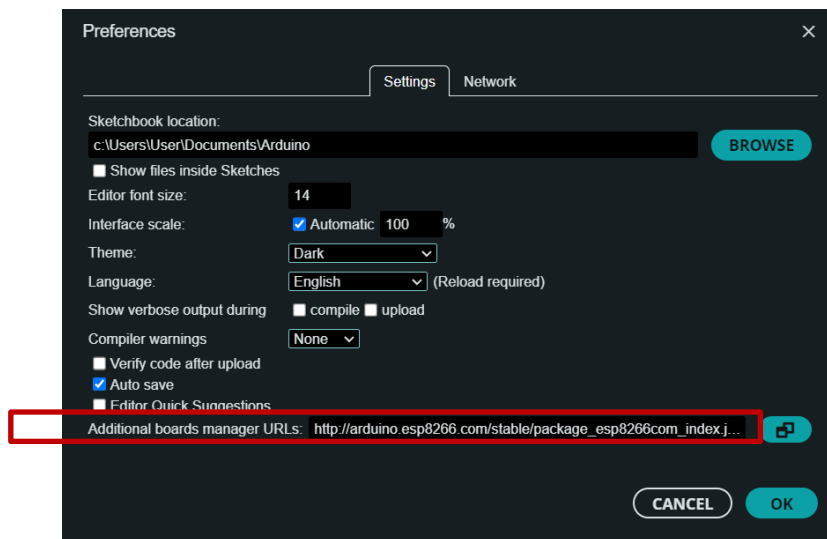 Preferences
Settings Network
Sketchbook location:
c:\Users\User\Documents\Arduino BROWSE
Show files inside Sketches
Editor font size: 14
Interface scale: Automatic 100 %
Theme: Dark
Language: English (Reload required)
Show verbose output during compile upload
Compiler warnings None
Verify code after upload
Auto save
Editor Quick Suggestions
Additional boards manager URLs: http://arduino.esp8266.com/stable/package_esp8266com_index.j...
CANCEL OK